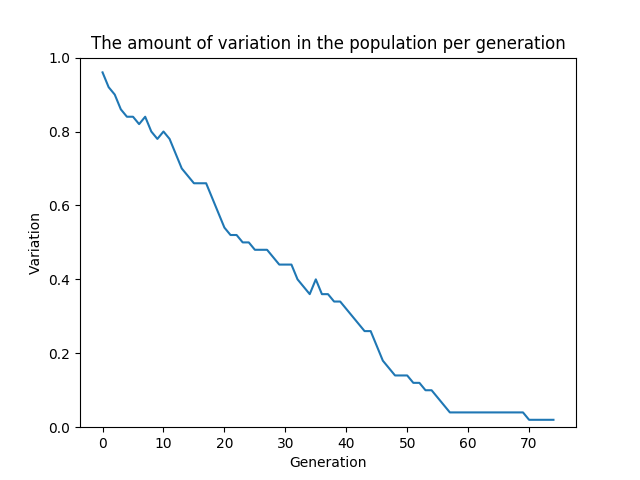 The amount of variation in the population per generation
1.0
0.8
0.6
0.4
0.2
0.0
Variation
0 10 20 30 40 50 60 70
Generation